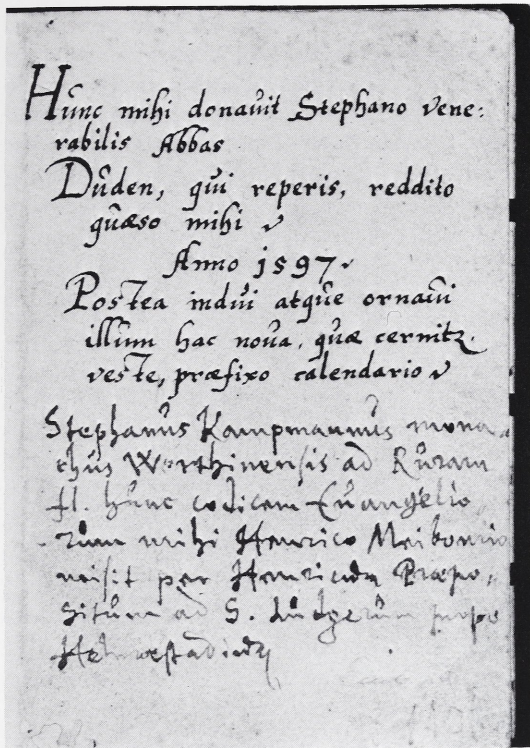 Hunc mihi donauit Stephano vene:
rabilis Abbas
Duden, qui reperis, reddito
quæso mihi
Anno 1597.
Postea indui atque ornaui
illum hac noua, quæ cernitꝛ.
veste, præfixo calendario
Stephanus Kampmannus mona
chus Werthinensis ad Ruram
fl. hunc codicem Euangelio
rum mihi Henrico Meibomio
misit per Henricum Præpo-
situm ad S. Ludgerum prope
Helmestadium